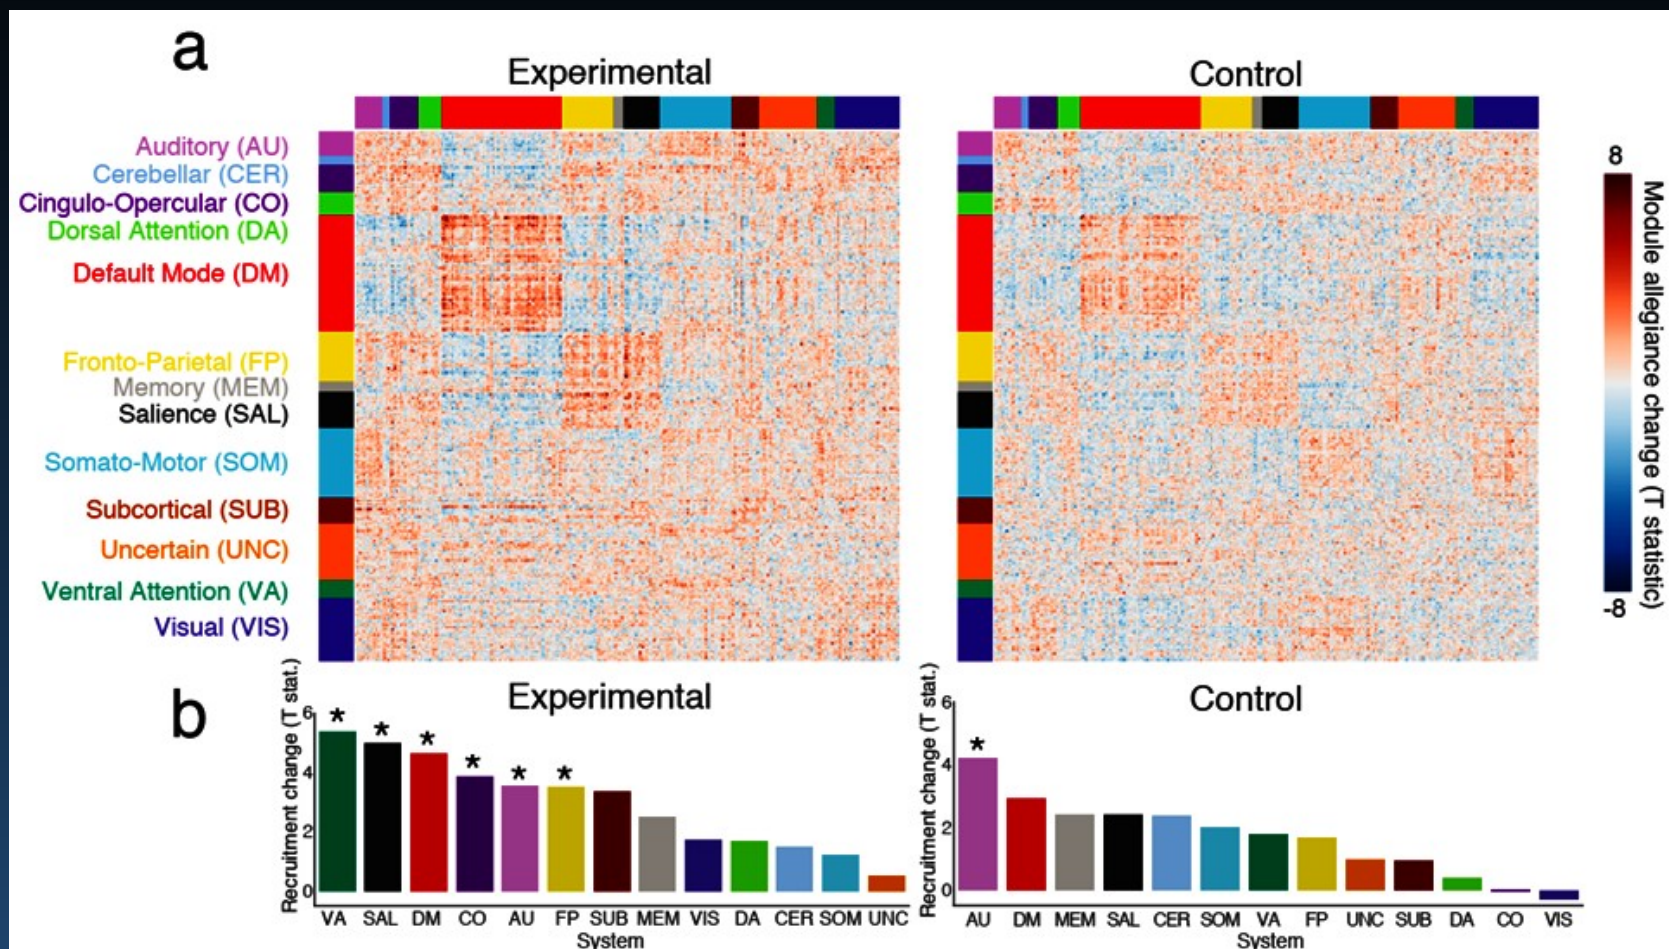 a
Experimental
Control
Auditory (AU)
Cerebellar (CER)
Cingulo-Opercular (CO)
Dorsal Attention (DA)
Default Mode (DM)
Fronto-Parietal (FP)
Memory (MEM)
Salience (SAL)
Somato-Motor (SOM)
Subcortical (SUB)
Uncertain (UNC)
Ventral Attention (VA)
Visual (VIS)
8
Module allegiance change (T statistic)
-8
b
Experimental
Recruitment change (T stat.)
6
4
2
0
* * * * * *
VA SAL DM CO AU FP SUB MEM VIS DA CER SOM UNC
System
Control
Recruitment change (T stat.)
6
4
2
0
*
AU DM MEM SAL CER SOM VA FP UNC SUB DA CO VIS
System